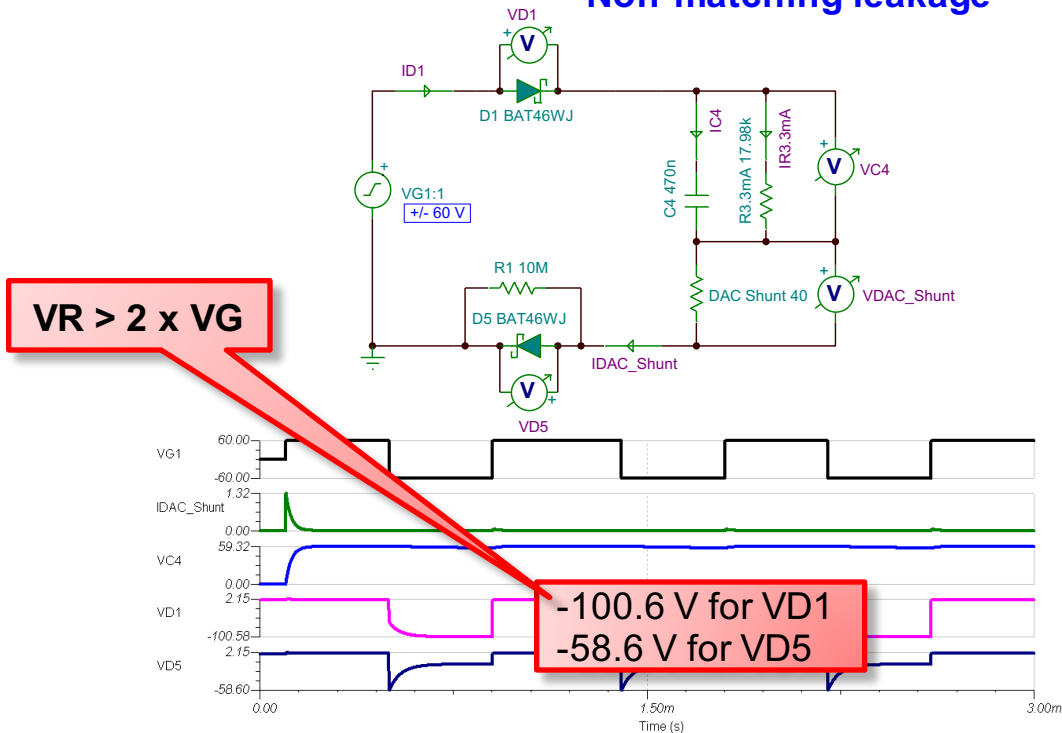 Non-matching leakage
VD1
+
V
ID1
D1 BAT46WJ
IC4
C4 470n
R3.3mA 17.98k
IR3.3mA
+
V
VC4
+
VG1:1
+/- 60 V
R1 10M
D5 BAT46WJ
+
DAC Shunt 40
V
VDAC_Shunt
IDAC_Shunt
V
+
VD5
VR > 2 x VG
VG1
60.00
-60.00
IDAC_Shunt
1.32
0.00
VC4
59.32
0.00
VD1
2.15
-100.58
VD5
2.15
-58.60
-100.6 V for VD1
-58.6 V for VD5
0.00
1.50m
3.00m
Time (s)